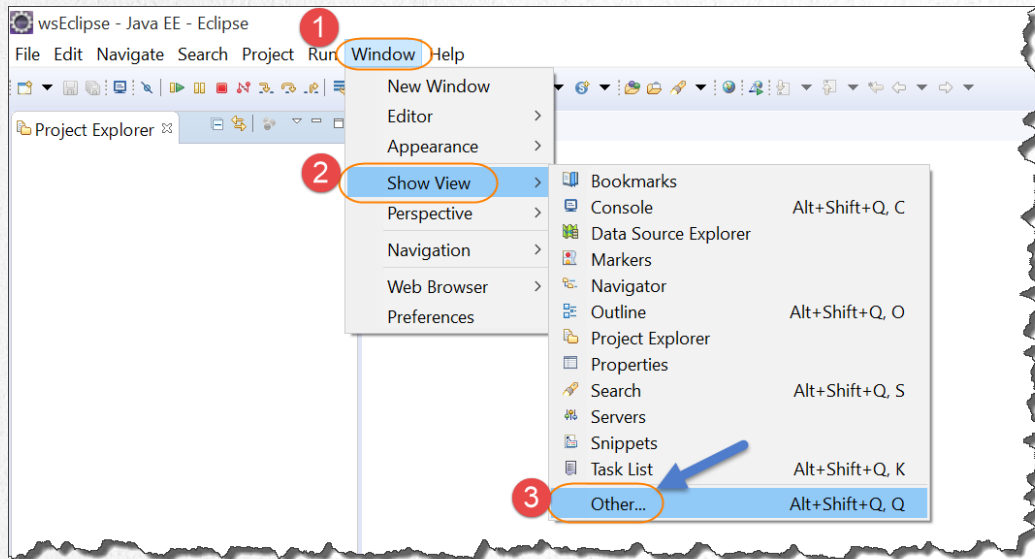 wsEclipse - Java EE - Eclipse
1
File Edit Navigate Search Project Run Window Help
New Window
Editor
Project Explorer
Appearance
2
Show View
Perspective
Navigation
Web Browser
Preferences
Bookmarks
Console Alt+Shift+Q, C
Data Source Explorer
Markers
Navigator
Outline Alt+Shift+Q, O
Project Explorer
Properties
Search Alt+Shift+Q, S
Servers
Snippets
Task List Alt+Shift+Q, K
3
Other... Alt+Shift+Q, Q